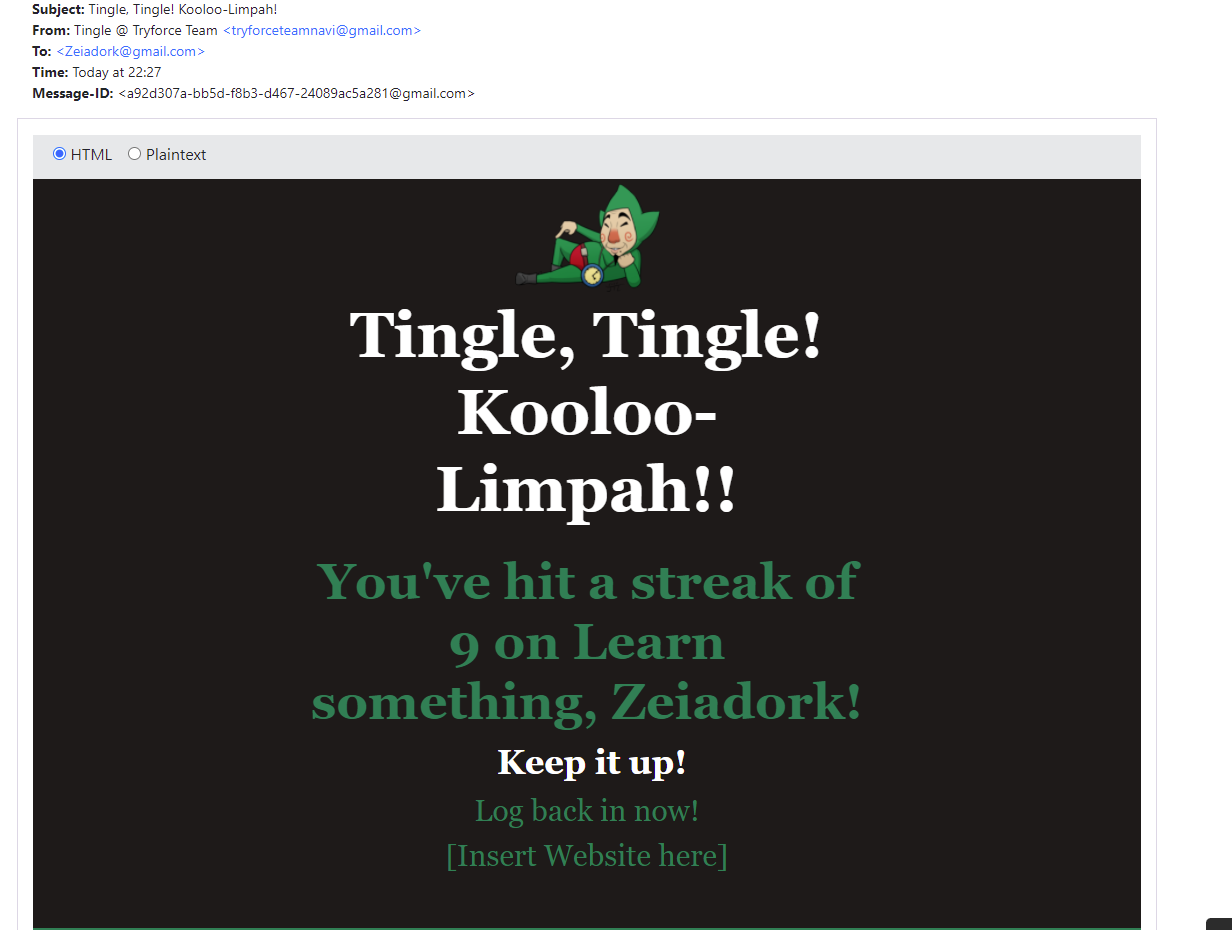 Subject: Tingle, Tingle! Kooloo-Limpah!
From: Tingle @ Tryforce Team <tryforceteamnavi@gmail.com>
To: <Zeiadork@gmail.com>
Time: Today at 22:27
Message-ID: <a92d307a-bb5d-f8b3-d467-24089ac5a281@gmail.com>
HTML Plaintext
Tingle, Tingle!
Kooloo-
Limpah!!
You've hit a streak of
9 on Learn
something, Zeiadork!
Keep it up!
Log back in now!
[Insert Website here]